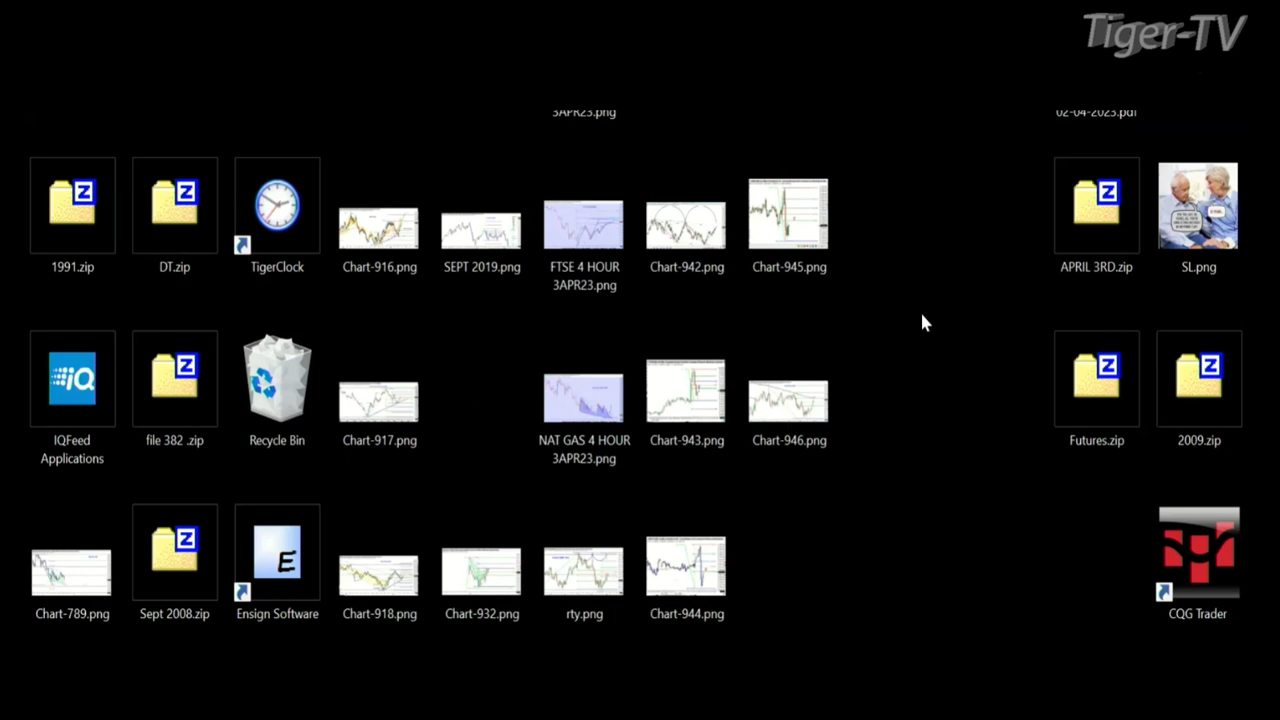 Tiger-TV
3APR23.png
02-04-2023.pdf
1991.zip
DT.zip
TigerClock
Chart-916.png
SEPT 2019.png
FTSE 4 HOUR
3APR23.png
Chart-942.png
Chart-945.png
APRIL 3RD.zip
SL.png
iQ
IQFeed
Applications
file 382 .zip
Recycle Bin
Chart-917.png
NAT GAS 4 HOUR
3APR23.png
Chart-943.png
Chart-946.png
Futures.zip
2009.zip
Chart-789.png
Sept 2008.zip
E
Ensign Software
Chart-918.png
Chart-932.png
rty.png
Chart-944.png
CQG Trader